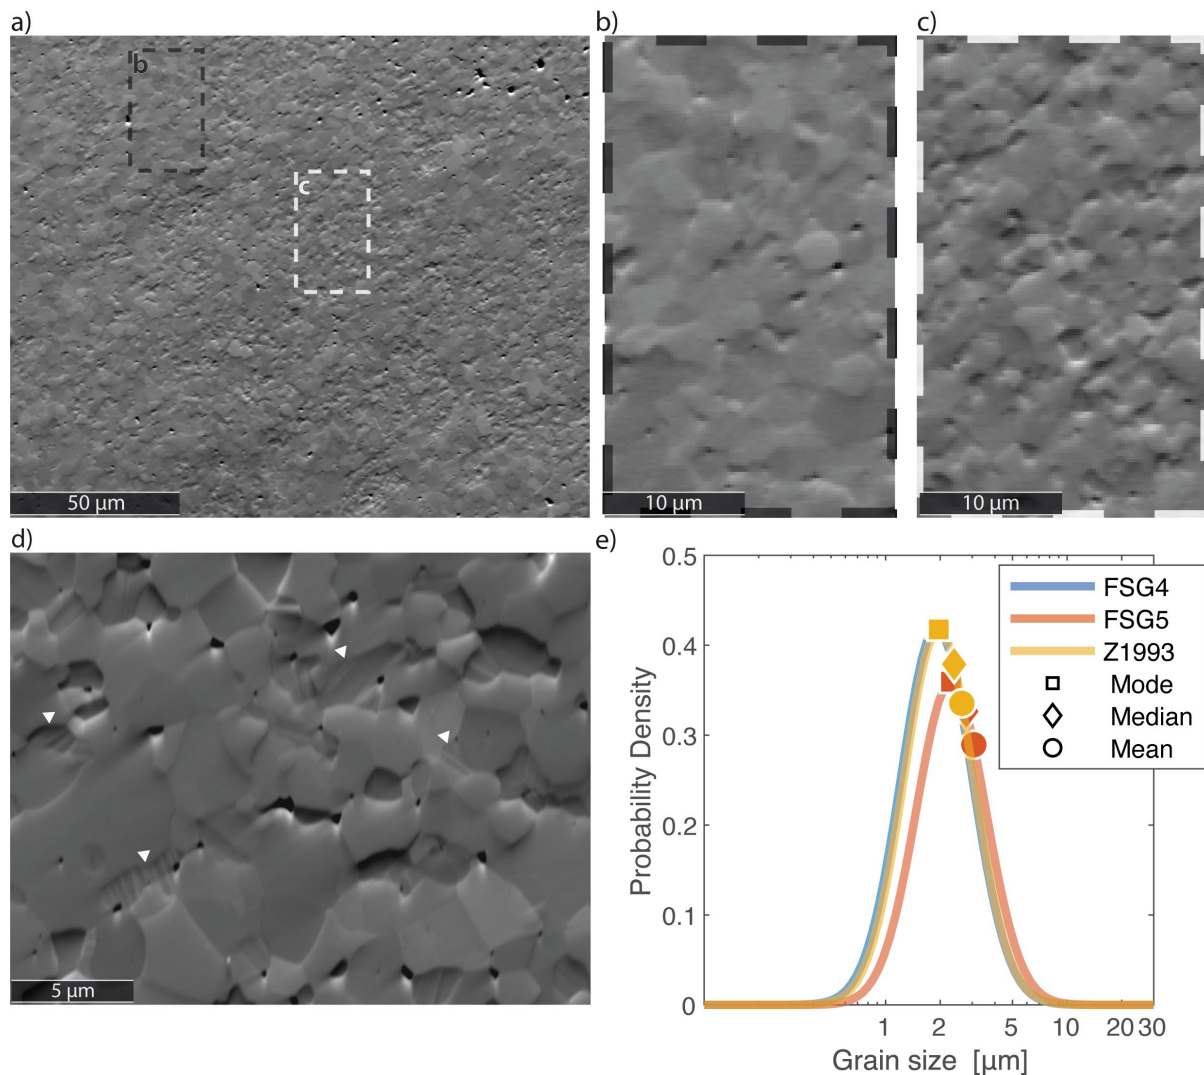 a)
b
c
50 µm
b)
10 µm
c)
10 µm
d)
5 µm
e)
0.5
0.4
0.3
0.2
0.1
0
Probability Density
FSG4
FSG5
Z1993
Mode
Median
Mean
1 2 5 10 20 30
Grain size [µm]